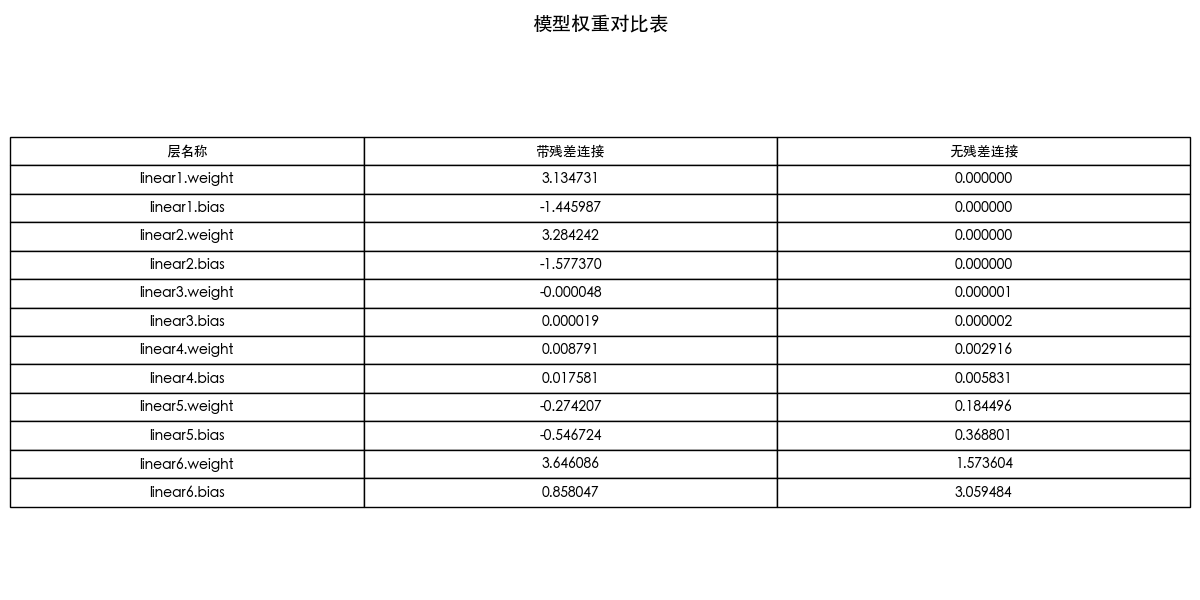 模型权重对比表
层名称 带残差连接 无残差连接
linear1.weight 3.134731 0.000000
linear1.bias -1.445987 0.000000
linear2.weight 3.284242 0.000000
linear2.bias -1.577370 0.000000
linear3.weight -0.000048 0.000001
linear3.bias 0.000019 0.000002
linear4.weight 0.008791 0.002916
linear4.bias 0.017581 0.005831
linear5.weight -0.274207 0.184496
linear5.bias -0.546724 0.368801
linear6.weight 3.646086 1.573604
linear6.bias 0.858047 3.059484